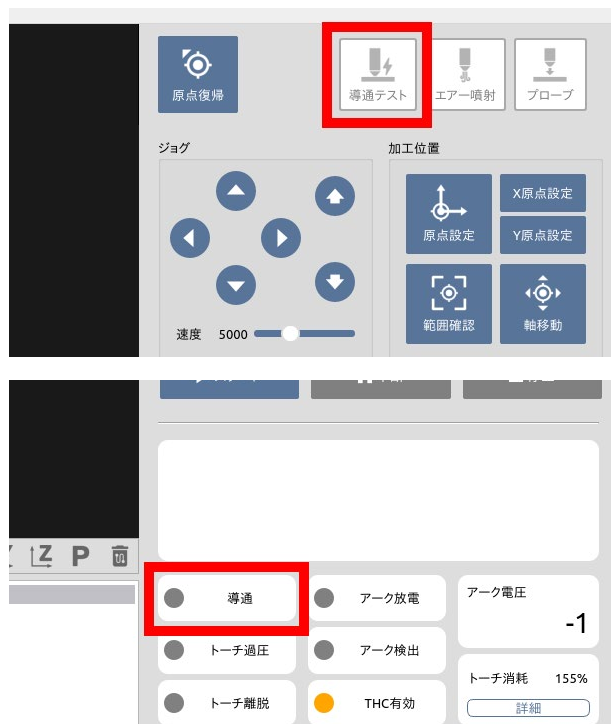 原点復帰
導通テスト
エアー噴射
プローブ
ジョグ
加工位置
X原点設定
原点設定
Y原点設定
範囲確認
軸移動
速度 5000
Z
P
導通
アーク放電
アーク電圧
-1
トーチ過圧
アーク検出
トーチ消耗 155%
トーチ離脱
THC有効
詳細